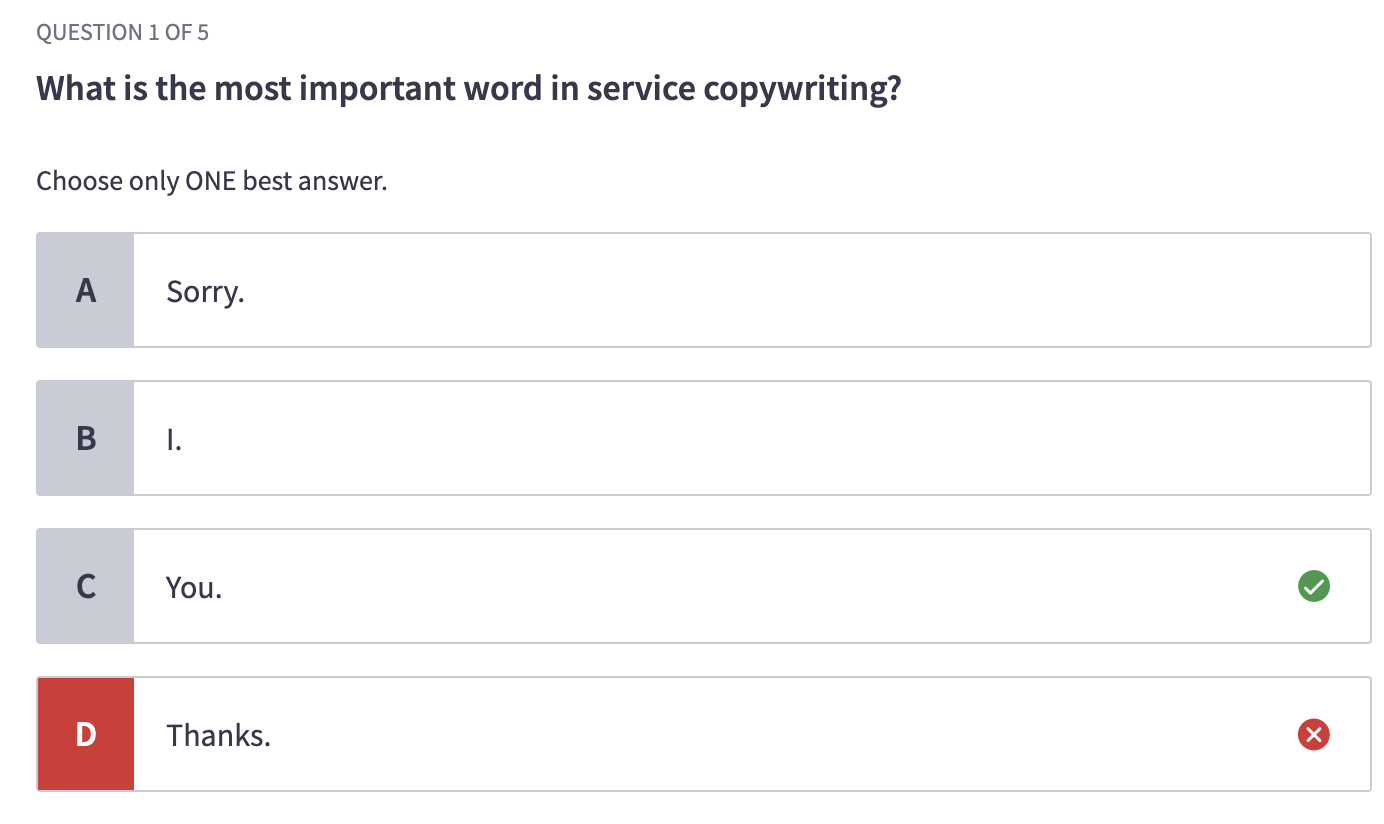 QUESTION 1 OF 5
What is the most important word in service copywriting?
Choose only ONE best answer.
A Sorry.
B I.
C You.
D Thanks.